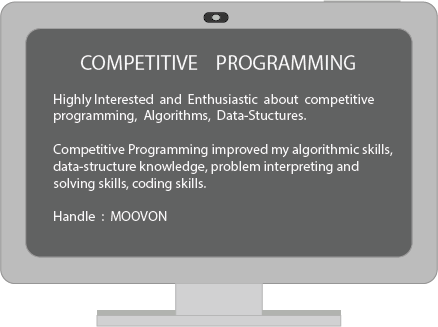 COMPETITIVE PROGRAMMING
Highly Interested and Enthusiastic about competitive
programming, Algorithms, Data-Stuctures.
Competitive Programming improved my algorithmic skills,
data-structure knowledge, problem interpreting and
solving skills, coding skills.
Handle : MOOVON